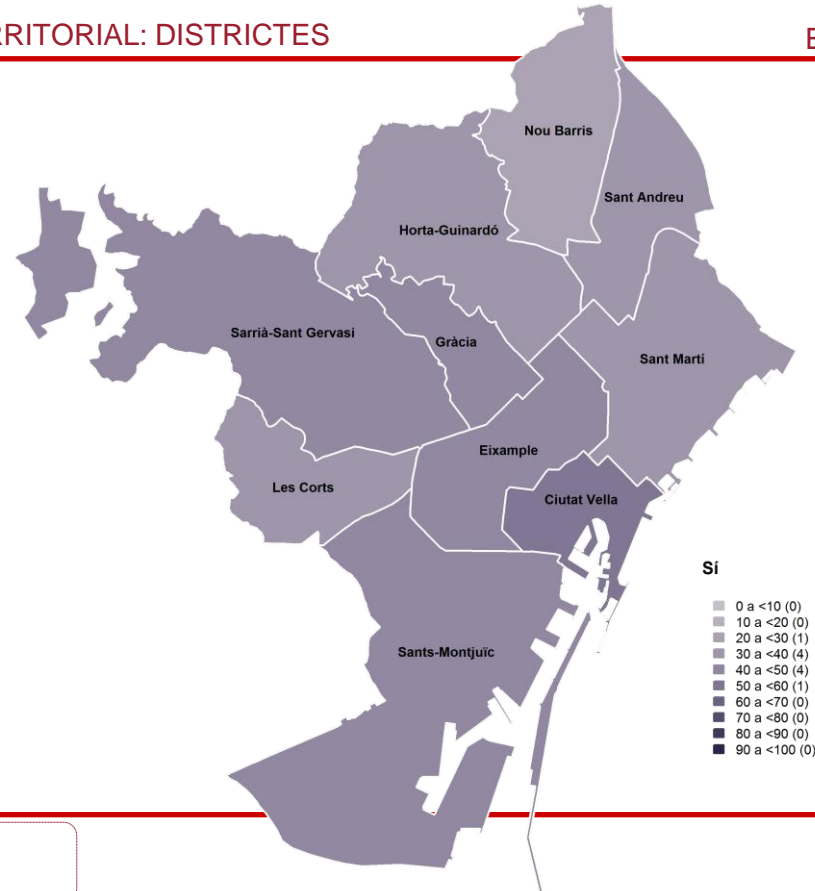 RRITORIAL: DISTRICTES
E
Nou Barris
Sant Andreu
Horta-Guinardó
Sarrià-Sant Gervasi
Gràcia
Sant Martí
Eixample
Les Corts
Ciutat Vella
Sants-Montjuïc
Sí
0 a <10 (0)
10 a <20 (0)
20 a <30 (1)
30 a <40 (4)
40 a <50 (4)
50 a <60 (1)
60 a <70 (0)
70 a <80 (0)
80 a <90 (0)
90 a <100 (0)